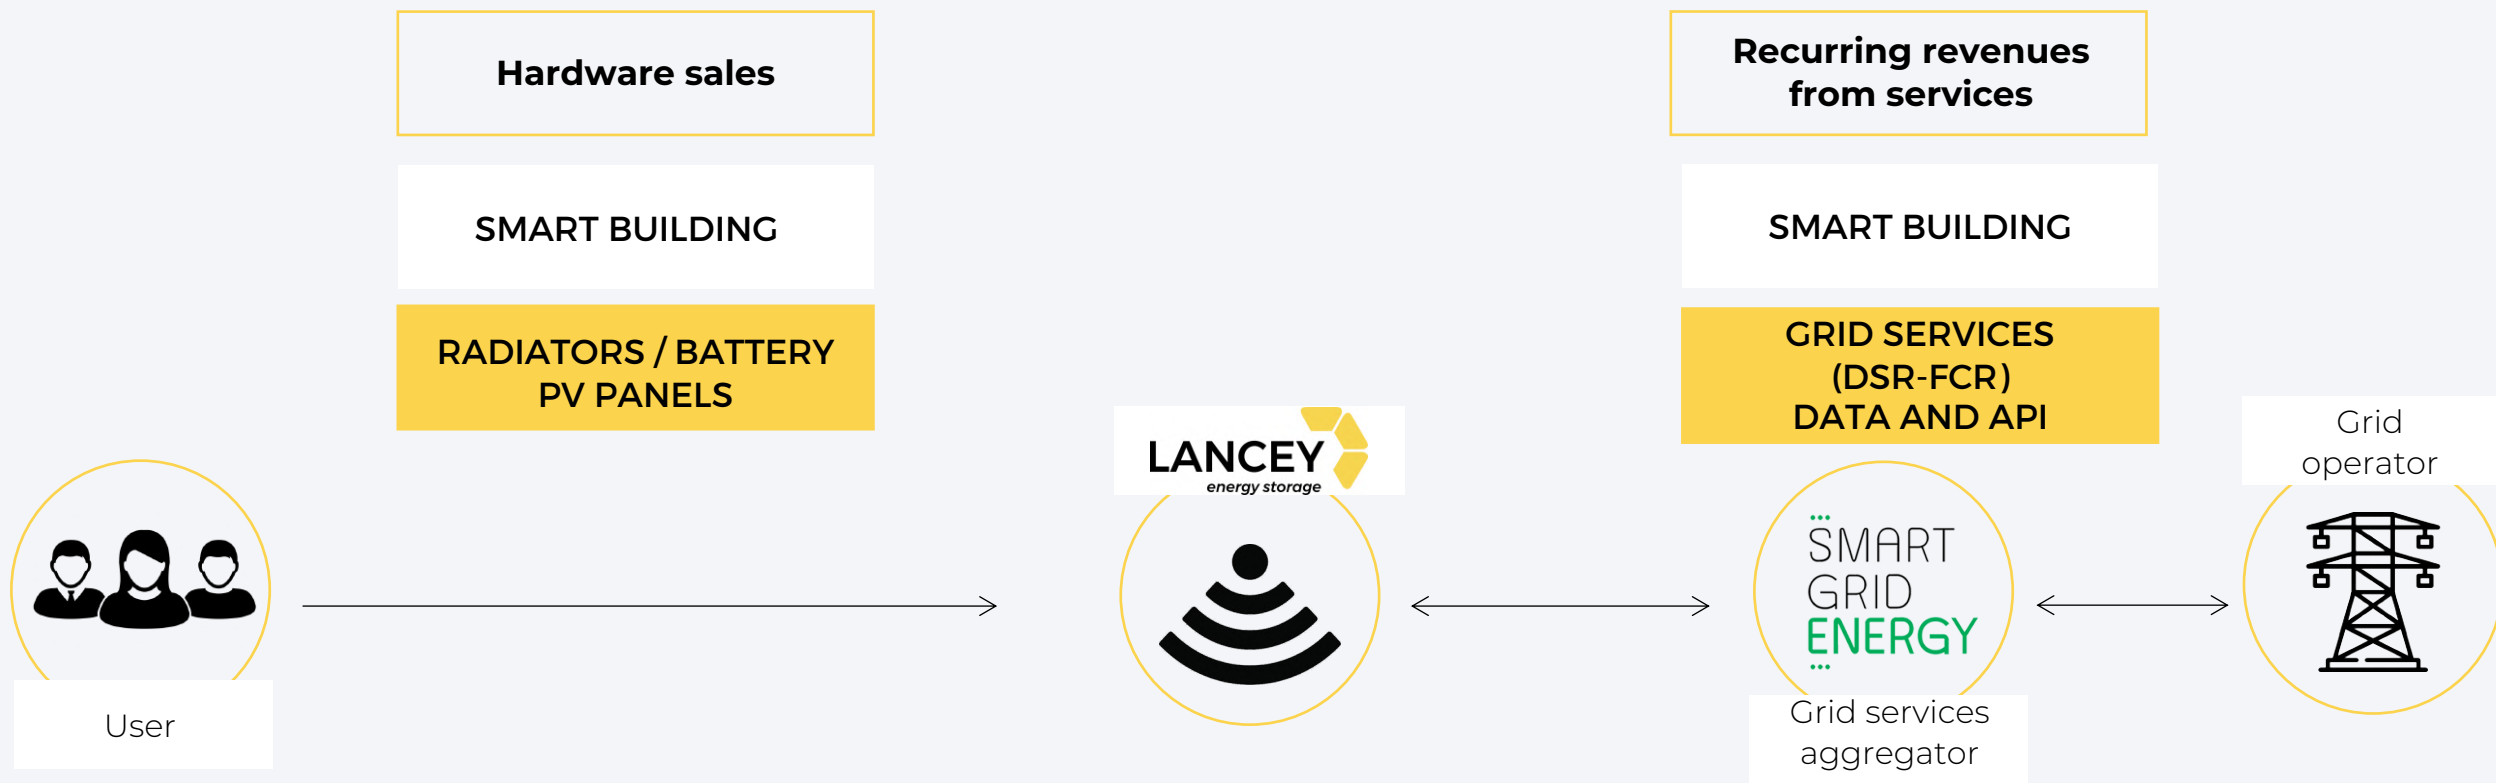 Hardware sales
Recurring revenues
from services
SMART BUILDING
SMART BUILDING
RADIATORS / BATTERY
PV PANELS
GRID SERVICES
(DSR-FCR)
DATA AND API
LANCEY
energy storage
Grid
operator
SMART
GRID
ENERGY
User
Grid services
aggregator